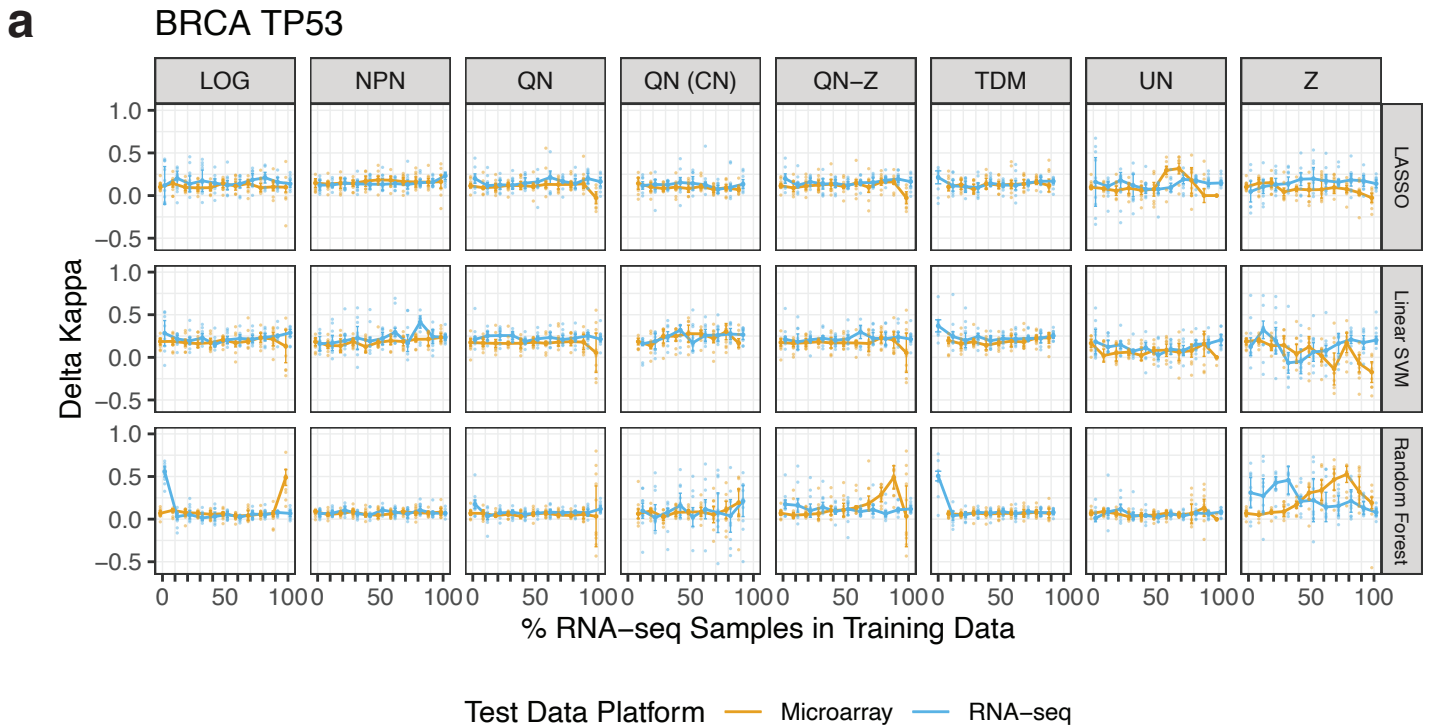 a
BRCA TP53
LOG NPN QN QN (CN) QN−Z TDM UN Z
1.0
0.5
0.0
−0.5
LASSO
1.0
0.5
0.0
−0.5
Linear SVM
1.0
0.5
0.0
−0.5
Random Forest
Delta Kappa
0 50 100 0 50 100 0 50 100 0 50 100 0 50 100 0 50 100 0 50 100 0 50 100
% RNA−seq Samples in Training Data
Test Data Platform Microarray RNA−seq